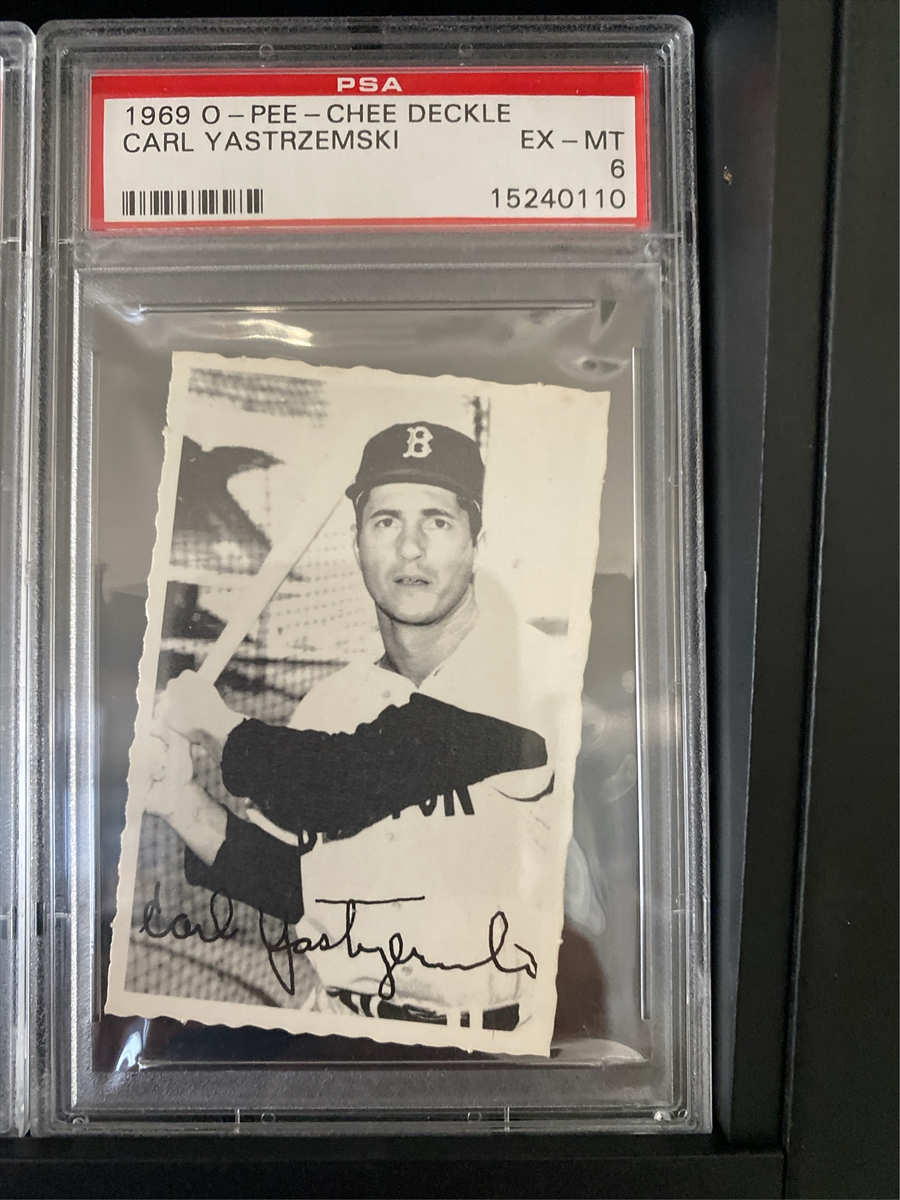 PSA
1969 O-PEE-CHEE DECKLE
CARL YASTRZEMSKI EX-MT
6
15240110
B
Carl Yastrzemski